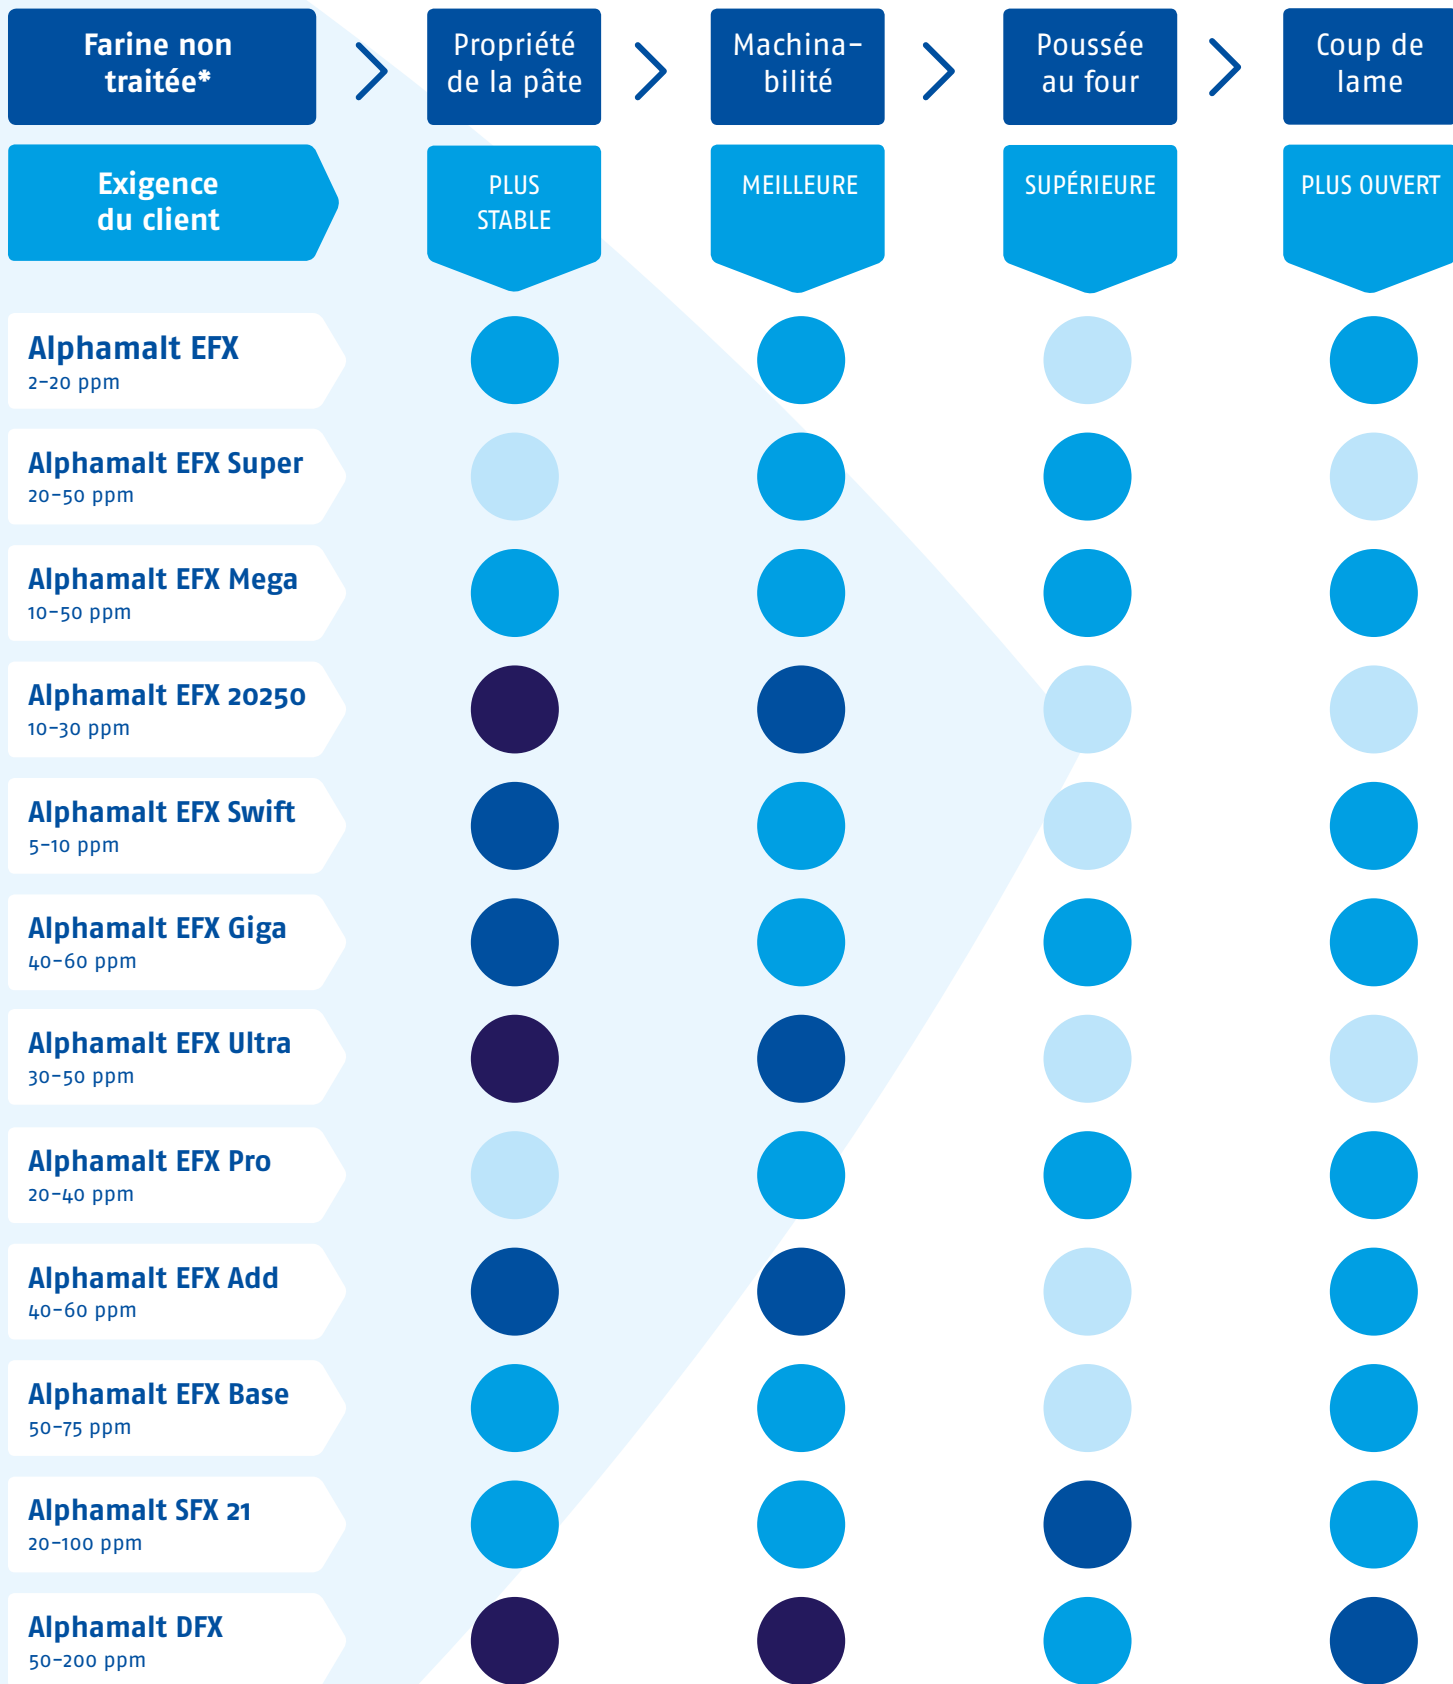 Farine non
traitée*
Propriété
de la pâte
Machina-
bilité
Poussée
au four
Coup de
lame
Exigence
du client
PLUS
STABLE
MEILLEURE
SUPÉRIEURE
PLUS OUVERT
Alphamalt EFX
2-20 ppm
Alphamalt EFX Super
20-50 ppm
Alphamalt EFX Mega
10-50 ppm
Alphamalt EFX 20250
10-30 ppm
Alphamalt EFX Swift
5-10 ppm
Alphamalt EFX Giga
40-60 ppm
Alphamalt EFX Ultra
30-50 ppm
Alphamalt EFX Pro
20-40 ppm
Alphamalt EFX Add
40-60 ppm
Alphamalt EFX Base
50-75 ppm
Alphamalt SFX 21
20-100 ppm
Alphamalt DFX
50-200 ppm